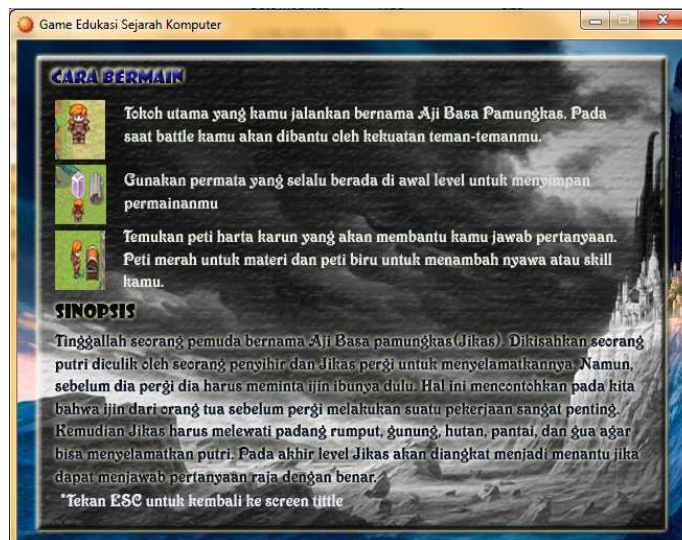 Game Edukasi Sejarah Komputer
CARA BERMAIN
Tokoh utama yang kamu jalankan bernama Aji Basa Pamungkas. Pada
saat battle kamu akan dibantu oleh kekuatan teman-temanmu.
Gunakan permata yang selalu berada di awal level untuk menyimpan
permainanmu
Temukan peti harta karun yang akan membantu kamu jawab pertanyaan.
Peti merah untuk materi dan peti biru untuk menambah nyawa atau skill
kamu.
SINOPSIS
Tinggallah seorang pemuda bernama Aji Basa pamungkas(Jikas). Dikisahkan seorang
putri diculik oleh seorang penyihir dan Jikas pergi untuk menyelamatkannya. Namun,
sebelum dia pergi dia harus meminta ijin ibunya dulu. Hal ini mencontohkan pada kita
bahwa ijin dari orang tua sebelum pergi melakukan suatu pekerjaan sangat penting.
Kemudian Jikas harus melewati padang rumput, gunung, hutan, pantai, dan gua agar
bisa menyelamatkan putri. Pada akhir level Jikas akan diangkat menjadi menantu jika
dapat menjawab pertanyaan raja dengan benar.
*Tekan ESC untuk kembali ke screen tittle